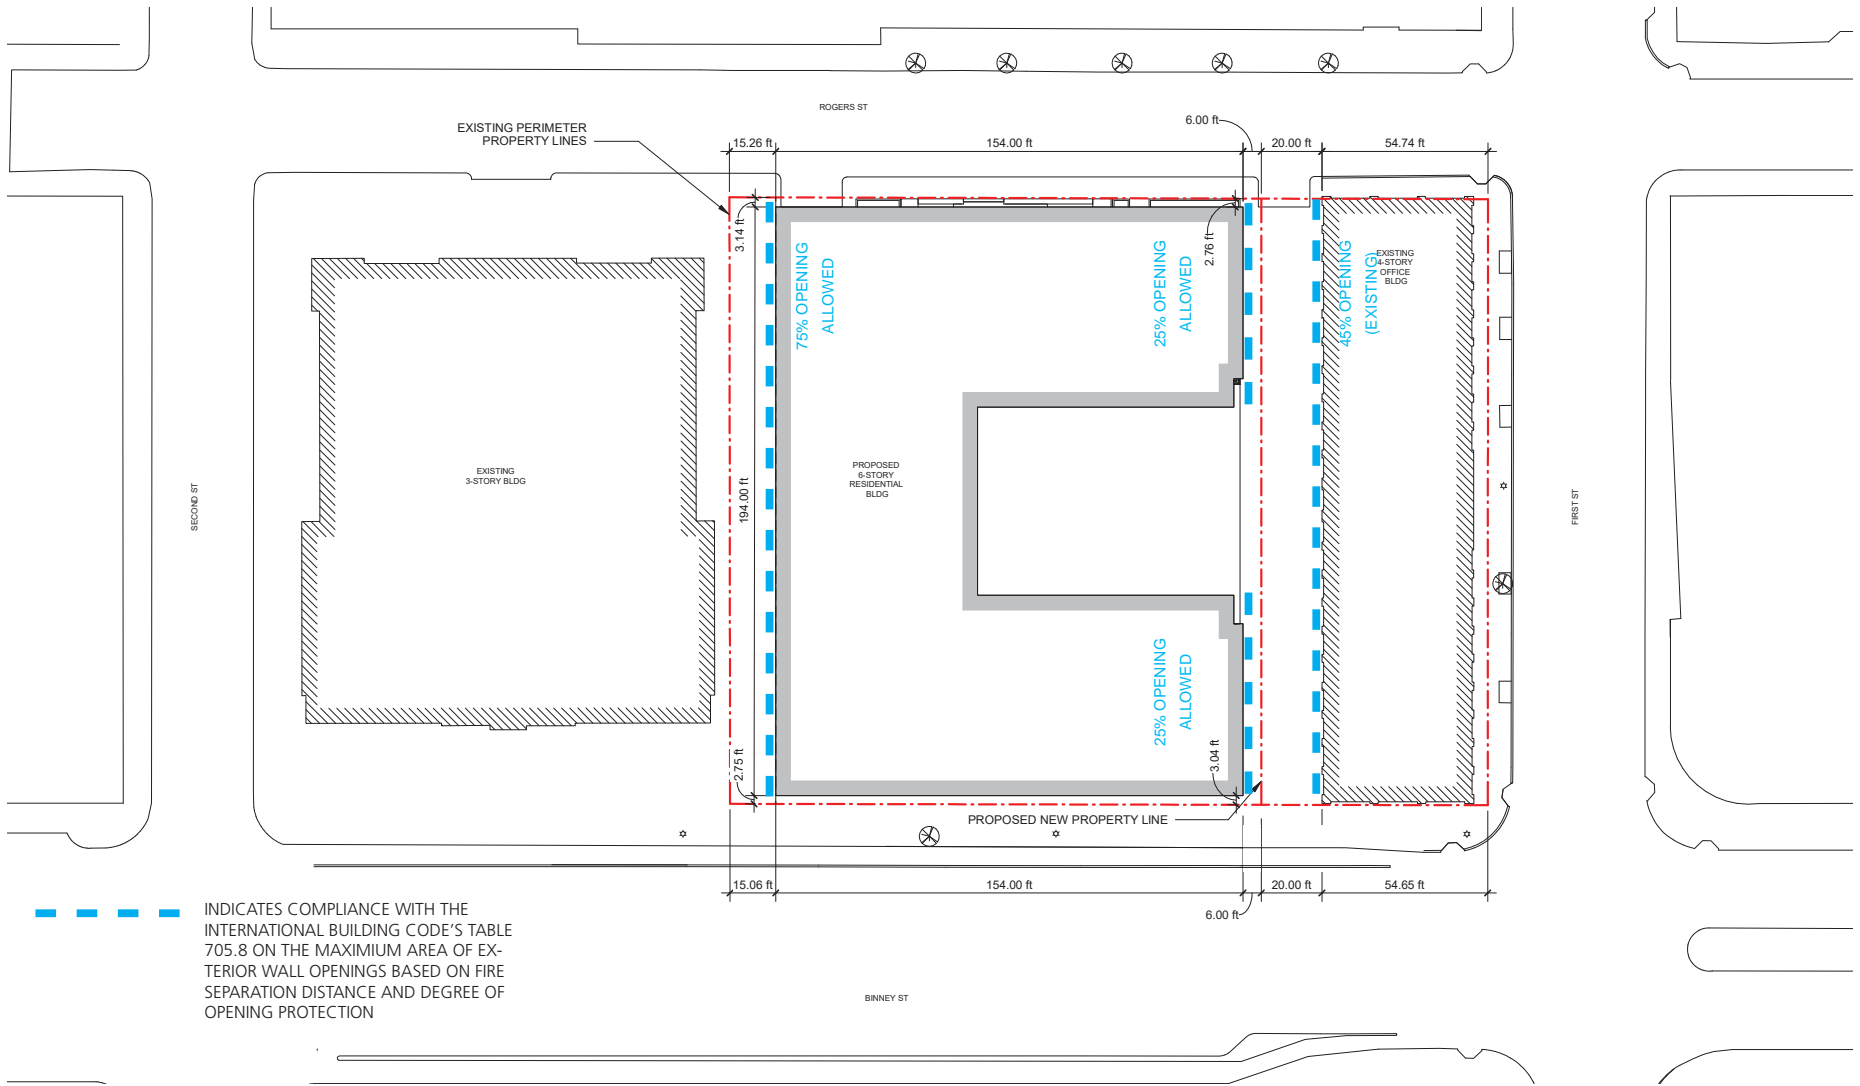 ROGERS ST
EXISTING PERIMETER
PROPERTY LINES
6.00 ft
15.26 ft
154.00 ft
20.00 ft
54.74 ft
3.14 ft
2.76 ft
75% OPENING
ALLOWED
25% OPENING
ALLOWED
45% OPENING
(EXISTING)
EXISTING
4-STORY
OFFICE
BLDG
EXISTING
3-STORY BLDG
PROPOSED
6-STORY
RESIDENTIAL
BLDG
194.00 ft
SECOND ST
FIRST ST
25% OPENING
ALLOWED
2.75 ft
3.04 ft
PROPOSED NEW PROPERTY LINE
15.06 ft
154.00 ft
20.00 ft
54.65 ft
6.00 ft
INDICATES COMPLIANCE WITH THE
INTERNATIONAL BUILDING CODE'S TABLE
705.8 ON THE MAXIMIUM AREA OF EX-
TERIOR WALL OPENINGS BASED ON FIRE
SEPARATION DISTANCE AND DEGREE OF
OPENING PROTECTION
BINNEY ST